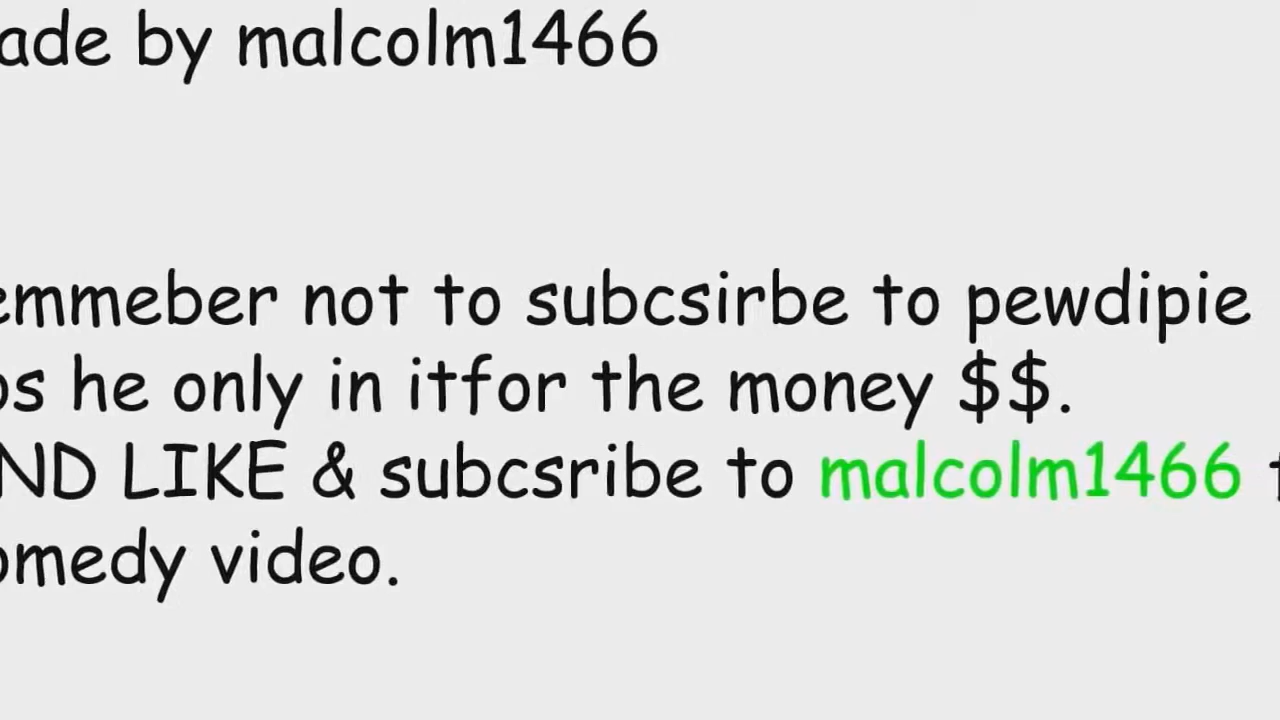 ade by malcolm1466
emmeber not to subcsirbe to pewdipie
os he only in itfor the money $$.
ND LIKE & subcsribe to malcolm1466
omedy video.